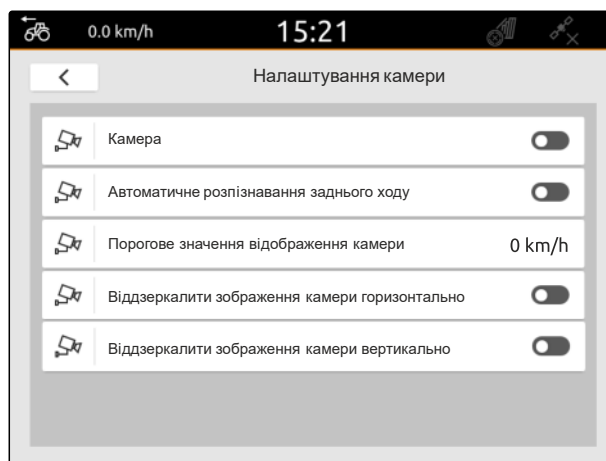 0.0 km/h
15:21
Налаштування камери
Камера
Автоматичне розпізнавання заднього ходу
Порогове значення відображення камери
0 km/h
Віддзеркалити зображення камери горизонтально
Віддзеркалити зображення камери вертикально